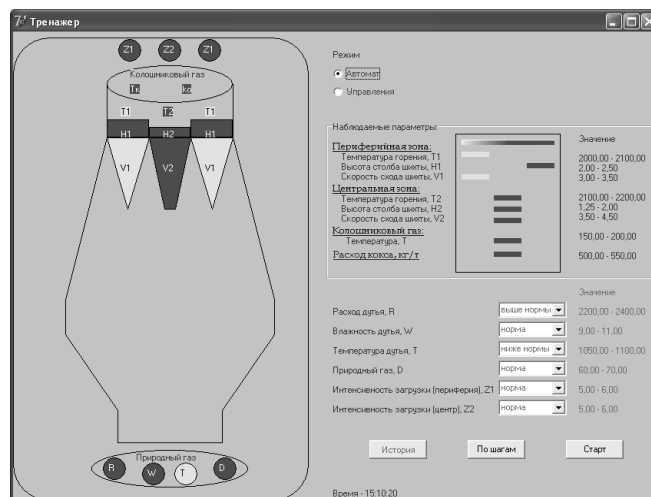 Тренажер
Z1 Z2 Z1
Колошниковый газ
Тк
T1 T2 T1
H1 H2 H1
V1 V2 V1
Природный газ
R W T D
Режим
Автомат
Управления
Наблюдаемые параметры:
Значение
Периферийная зона:
Температура горения, T1 2000,00 - 2100,00
Высота столба шихты, H1 2,00 - 2,50
Скорость схода шихты, V1 3,00 - 3,50
Центральная зона:
Температура горения, T2 2100,00 - 2200,00
Высота столба шихты, H2 1,25 - 2,00
Скорость схода шихты, V2 3,50 - 4,50
Колошниковый газ:
Температура, T 150,00 - 200,00
Расход кокса, кг/т 500,00 - 550,00
Значение
Расход дутья, R выше нормы 2200,00 - 2400,00
Влажность дутья, W норма 9,00 - 11,00
Температура дутья, T ниже нормы 1050,00 - 1100,00
Природный газ, D норма 60,00 - 70,00
Интенсивность загрузки (периферия), Z1 норма 5,00 - 6,00
Интенсивность загрузки (центр), Z2 норма 5,00 - 6,00
История По шагам Старт
Время - 15:10:20